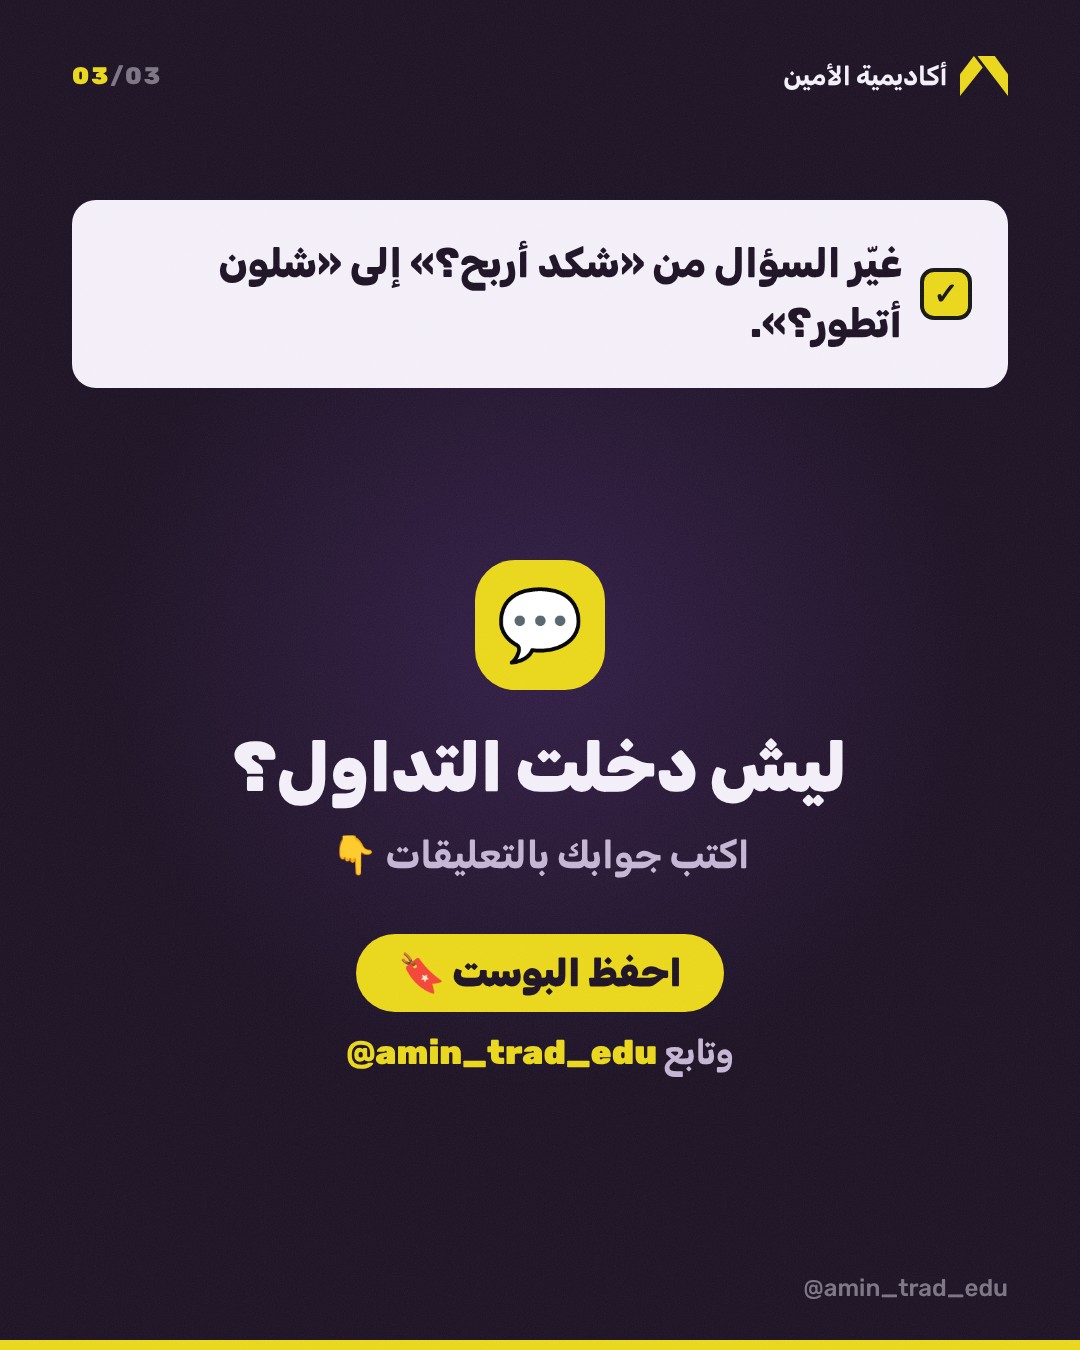 أكاديمية الأمين
03/03
غيّر السؤال من «شكد أربح؟» إلى «شلون
أتطور؟».
ليش دخلت التداول؟
اكتب جوابك بالتعليقات 👇
احفظ البوست 🔖
وتابع @amin_trad_edu
@amin_trad_edu